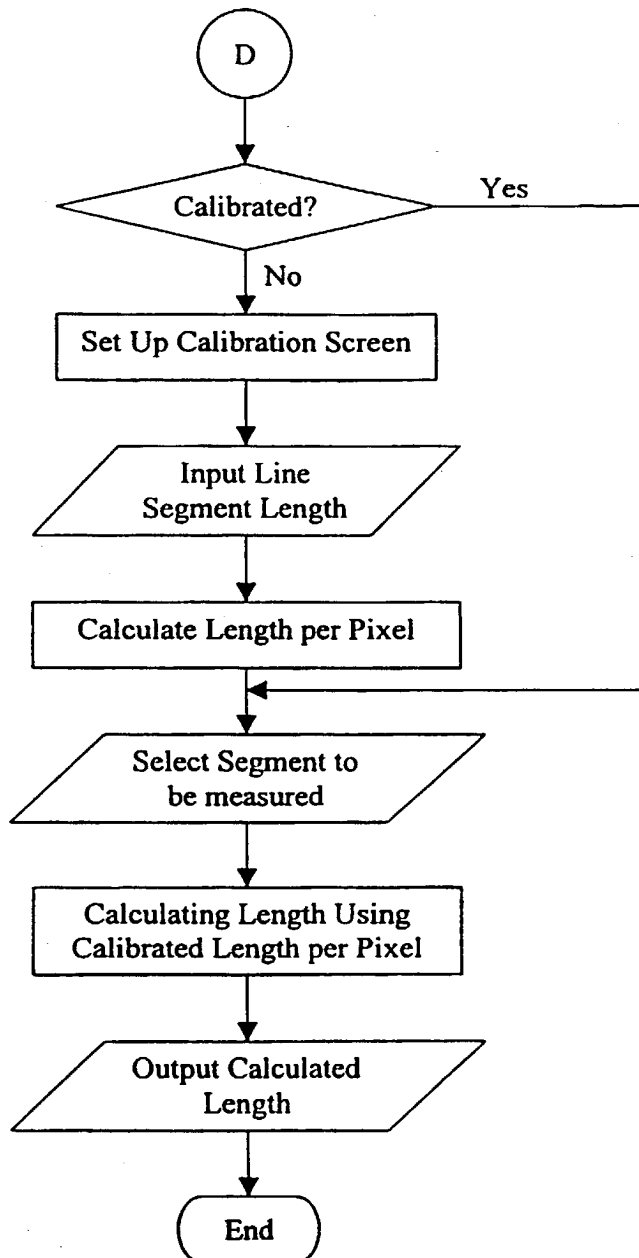 D
Calibrated?
Yes
No
Set Up Calibration Screen
Input Line
Segment Length
Calculate Length per Pixel
Select Segment to
be measured
Calculating Length Using
Calibrated Length per Pixel
Output Calculated
Length
End